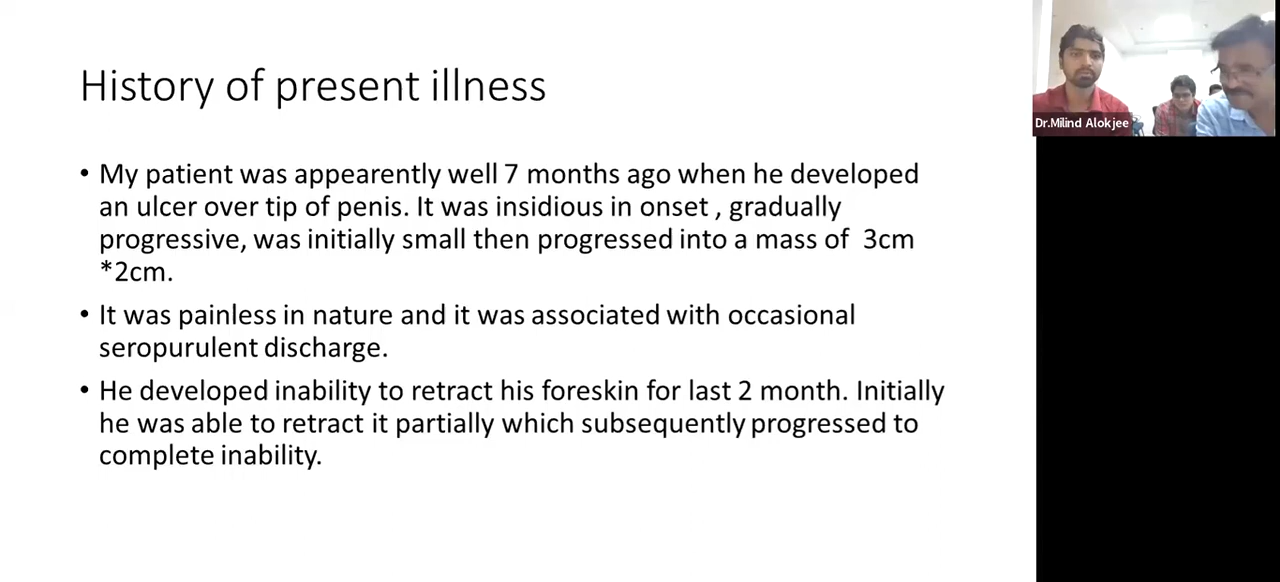 History of present illness
Dr.Milind Alokjee
• My patient was appearently well 7 months ago when he developed
an ulcer over tip of penis. It was insidious in onset , gradually
progressive, was initially small then progressed into a mass of  3cm
*2cm.
• It was painless in nature and it was associated with occasional
seropurulent discharge.
• He developed inability to retract his foreskin for last 2 month. Initially
he was able to retract it partially which subsequently progressed to
complete inability.